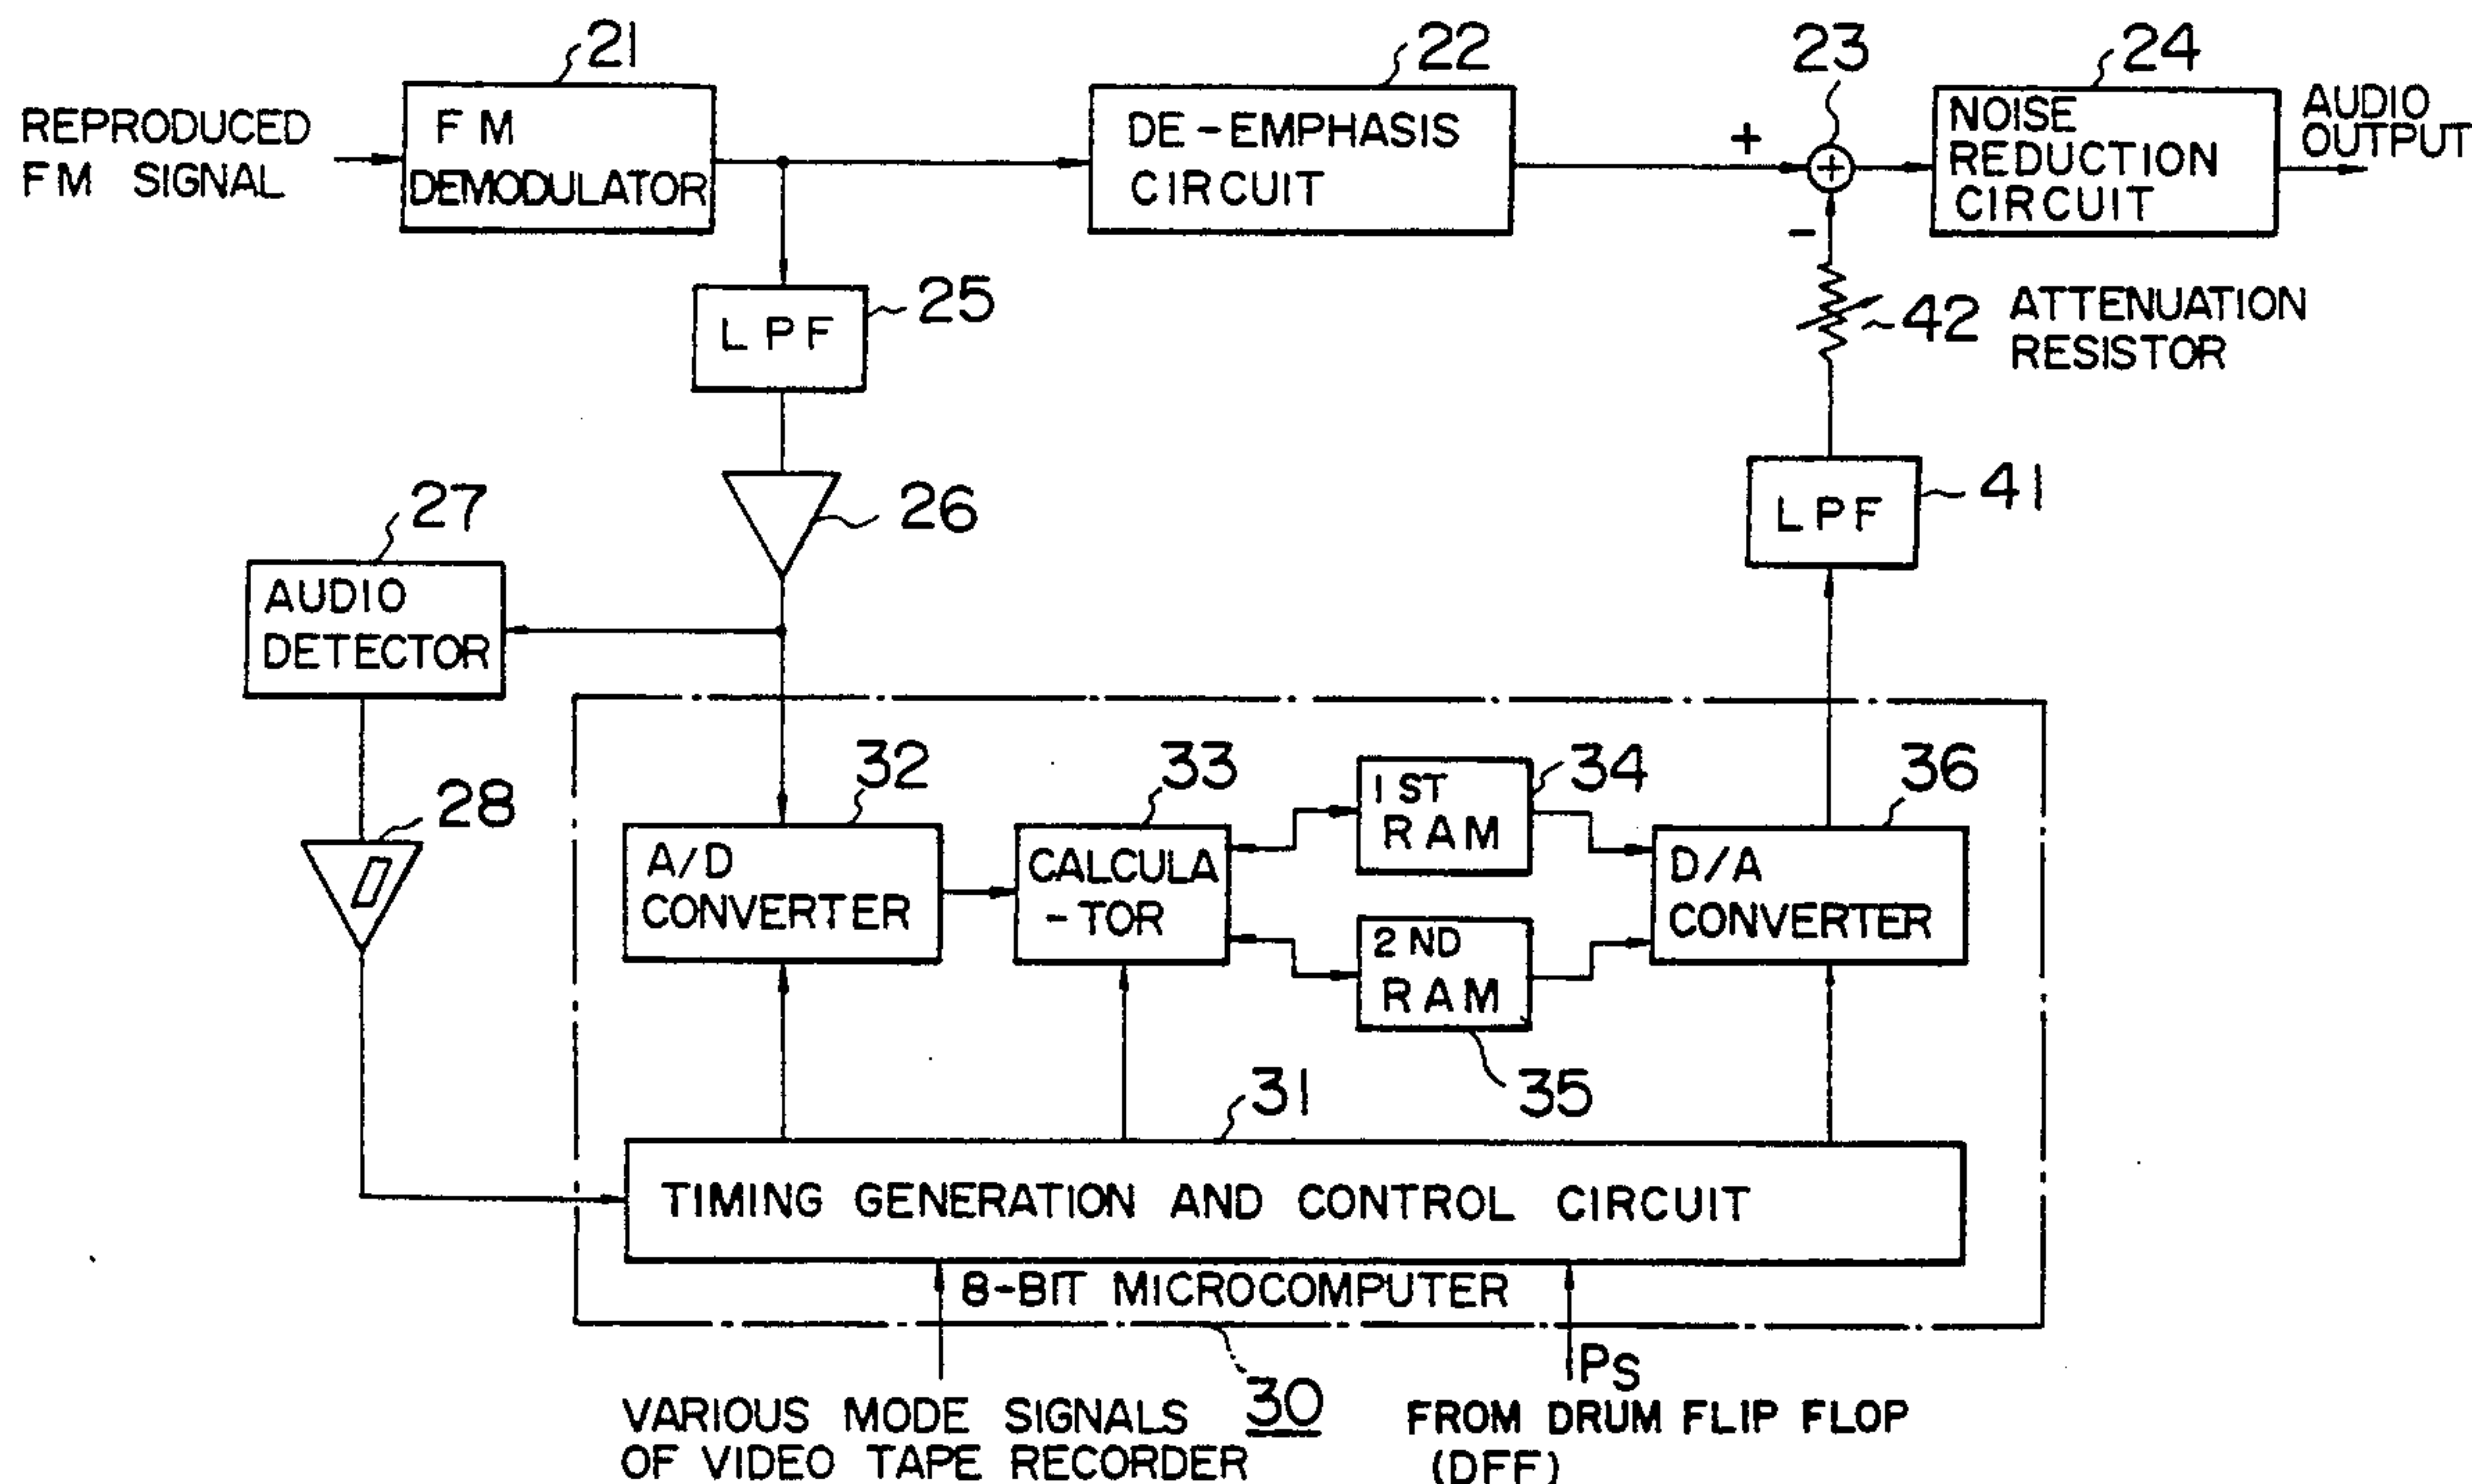 21
22
23
24
REPRODUCED
FM SIGNAL
FM
DEMODULATOR
DE-EMPHASIS
CIRCUIT
+
-
NOISE
REDUCTION
CIRCUIT
AUDIO
OUTPUT
LPF
25
42
ATTENUATION
RESISTOR
26
27
AUDIO
DETECTOR
LPF
41
28
32
A/D
CONVERTER
33
CALCULA
-TOR
1ST
RAM
34
2ND
RAM
35
36
D/A
CONVERTER
31
TIMING GENERATION AND CONTROL CIRCUIT
8-BIT MICROCOMPUTER
30
VARIOUS MODE SIGNALS
OF VIDEO TAPE RECORDER
PS
FROM DRUM FLIP FLOP
(DFF)